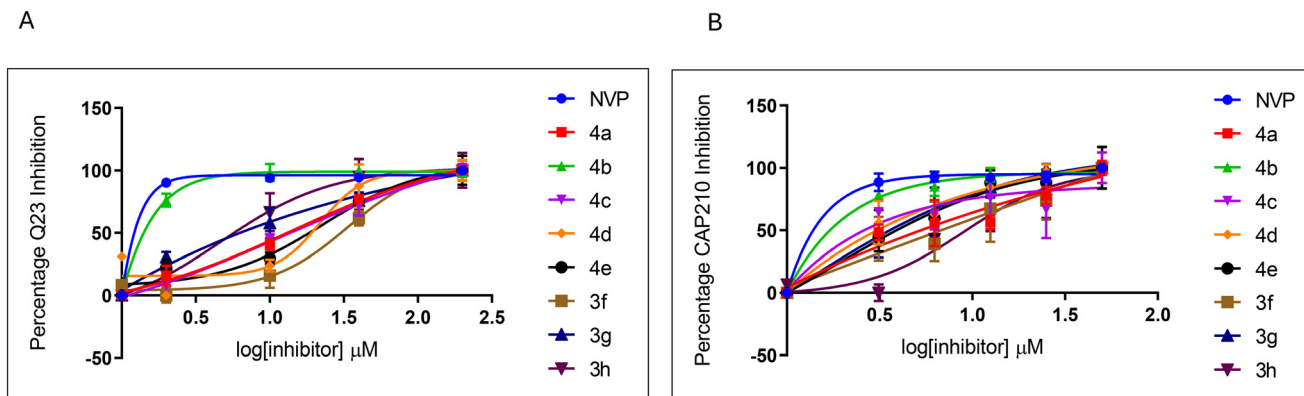 A
Percentage Q23 Inhibition
150
100
50
0
-50
0.5
1.0
1.5
2.0
2.5
log[inhibitor] μM
NVP
4a
4b
4c
4d
4e
3f
3g
3h
B
Percentage CAP210 Inhibition
150
100
50
0
-50
0.5
1.0
1.5
2.0
log[inhibitor] μM
NVP
4a
4b
4c
4d
4e
3f
3g
3h